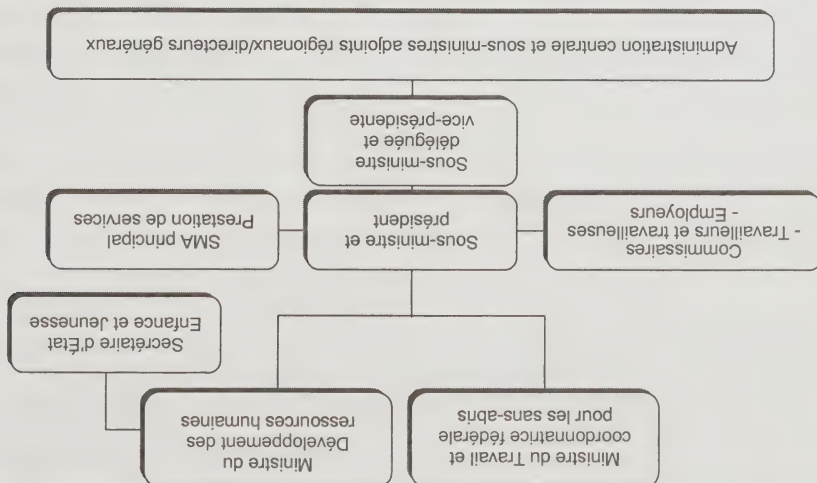 Ministre du Travail et
coordonnatrice fédérale
pour les sans-abris
Ministre du
Développement des
ressources humaines
Secrétaire d'État
Enfance et Jeunesse
Commissaires
- Travailleurs et travailleuses
- Employeurs
Sous-ministre et
président
SMA principal
Prestation de services
Sous-ministre
déléguée et
vice-présidente
Administration centrale et sous-ministres adjoints régionaux/directeurs généraux